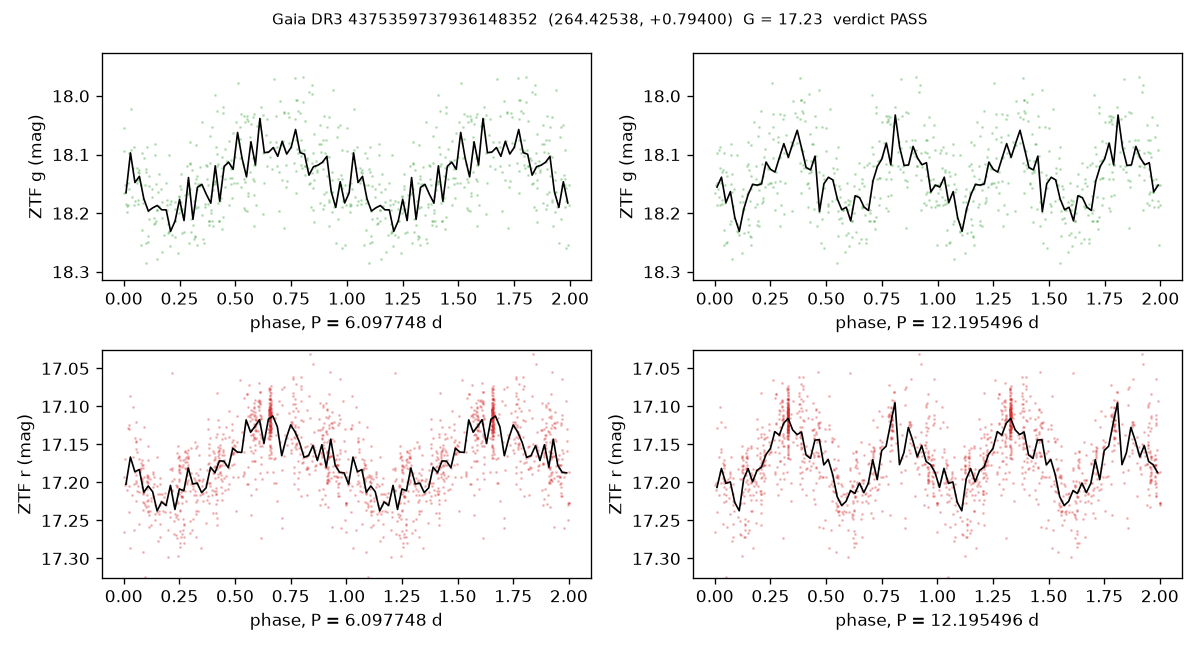 Gaia DR3 4375359737936148352 (264.42538, +0.79400) G = 17.23 verdict PASS
ZTF g (mag)
18.0
18.1
18.2
18.3
0.00 0.25 0.50 0.75 1.00 1.25 1.50 1.75 2.00
phase, P = 6.097748 d
ZTF g (mag)
18.0
18.1
18.2
18.3
0.00 0.25 0.50 0.75 1.00 1.25 1.50 1.75 2.00
phase, P = 12.195496 d
ZTF r (mag)
17.05
17.10
17.15
17.20
17.25
17.30
0.00 0.25 0.50 0.75 1.00 1.25 1.50 1.75 2.00
phase, P = 6.097748 d
ZTF r (mag)
17.05
17.10
17.15
17.20
17.25
17.30
0.00 0.25 0.50 0.75 1.00 1.25 1.50 1.75 2.00
phase, P = 12.195496 d